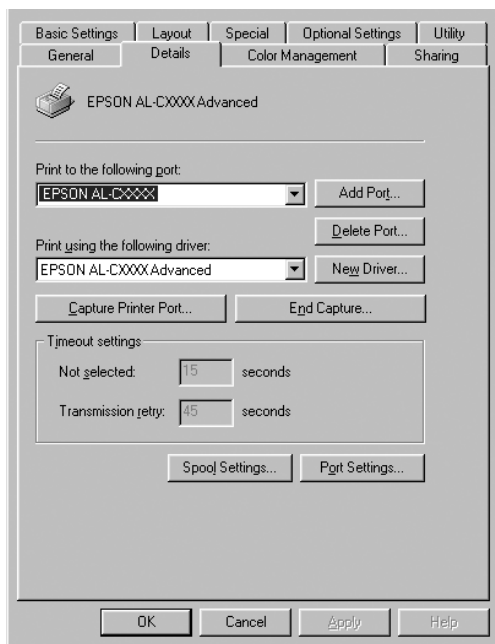 Basic Settings Layout Special Optional Settings Utility
General Details Color Management Sharing
EPSON AL-CXXXX Advanced
Print to the following port:
EPSON AL-CXXXX
Add Port...
Delete Port...
Print using the following driver:
EPSON AL-CXXXX Advanced
New Driver...
Capture Printer Port... End Capture...
Timeout settings
Not selected: 15 seconds
Transmission retry: 45 seconds
Spool Settings... Port Settings...
OK Cancel Apply Help